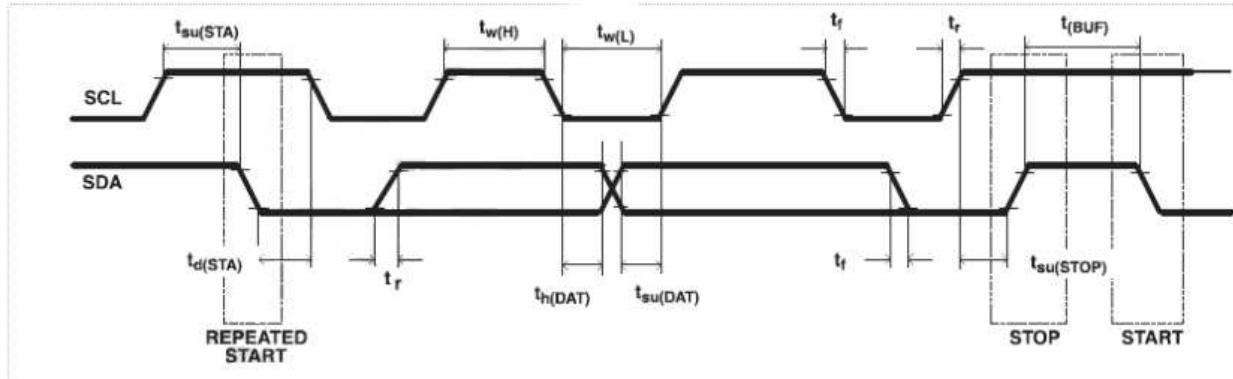 tsu(STA)
tw(H)
tw(L)
tf
tr
t(BUF)
SCL
SDA
td(STA)
tr
th(DAT)
tsu(DAT)
tf
tsu(STOP)
REPEATED
START
STOP
START